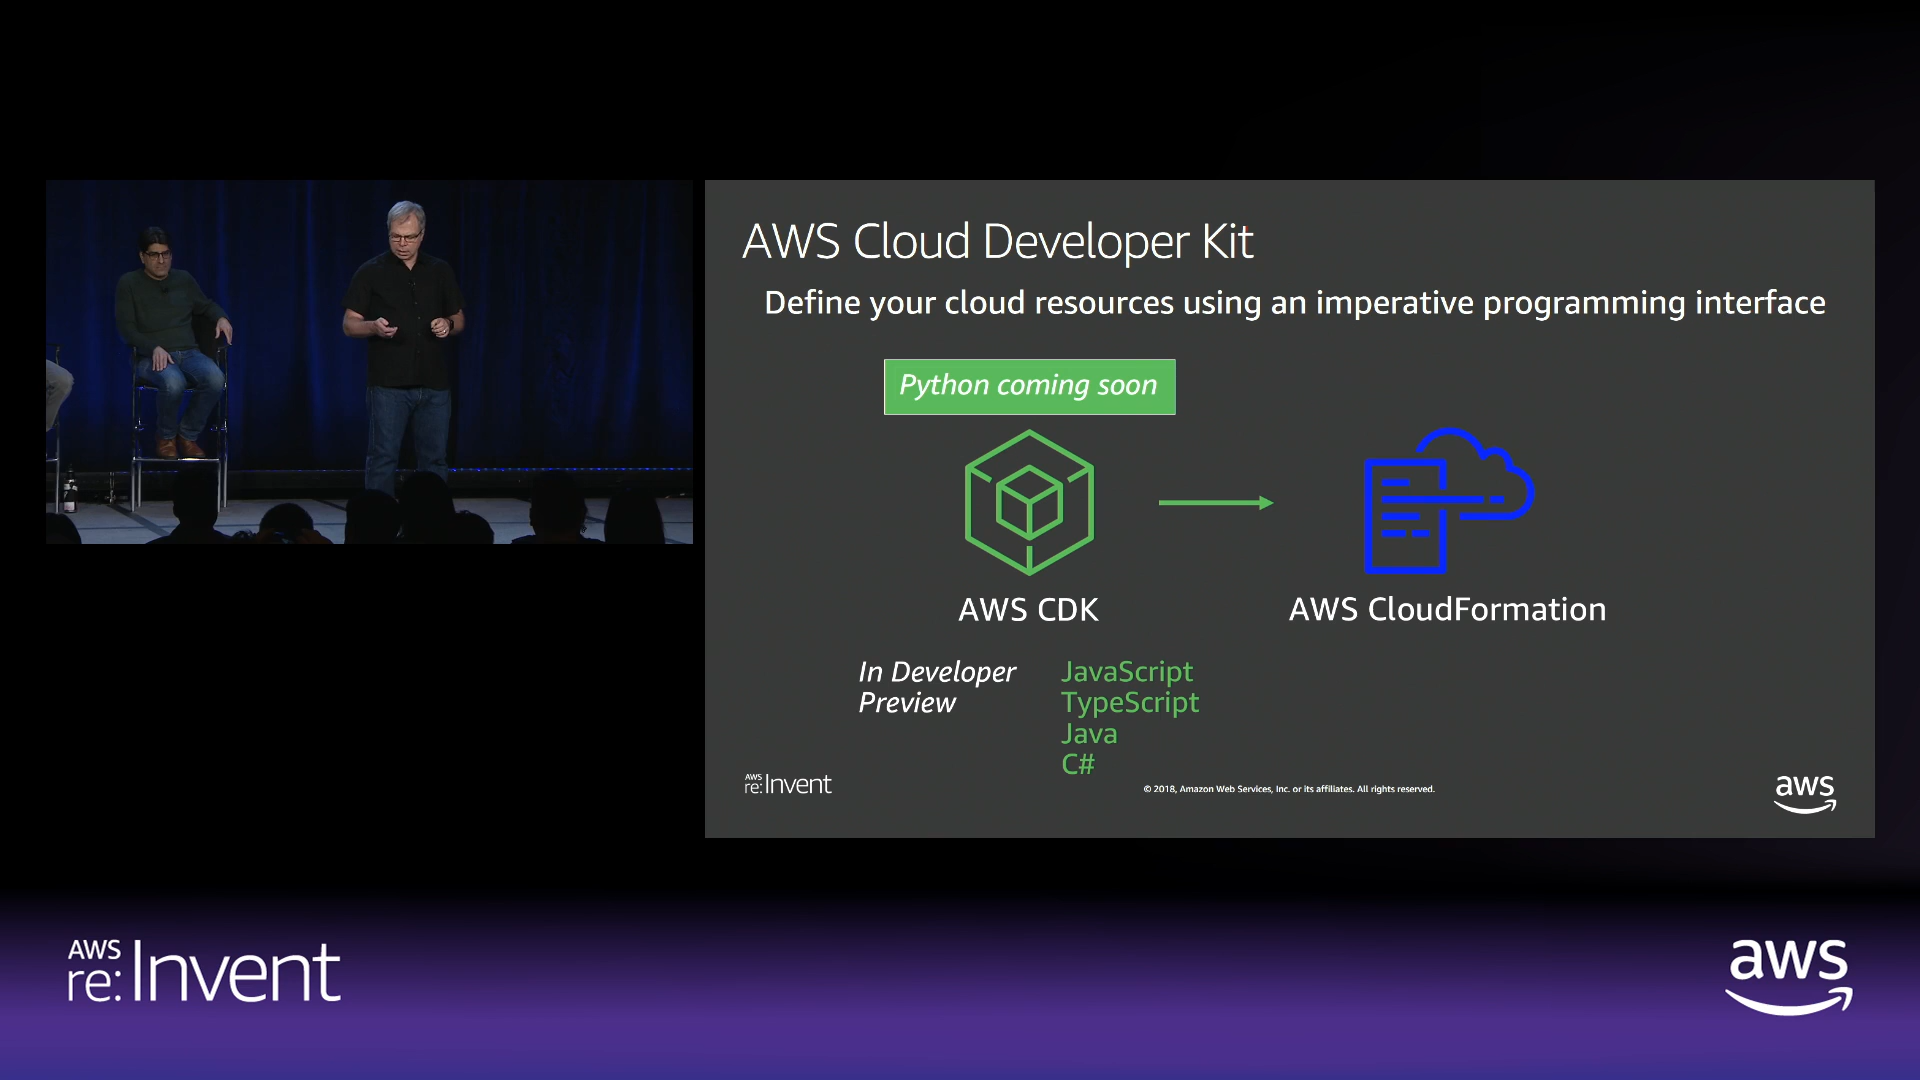 AWS Cloud Developer Kit
Define your cloud resources using an imperative programming interface
Python coming soon
AWS CDK
AWS CloudFormation
In Developer
Preview
JavaScript
TypeScript
Java
C#
AWS
re:Invent
© 2018, Amazon Web Services, Inc. or its affiliates. All rights reserved.
aws
AWS
re:Invent
aws